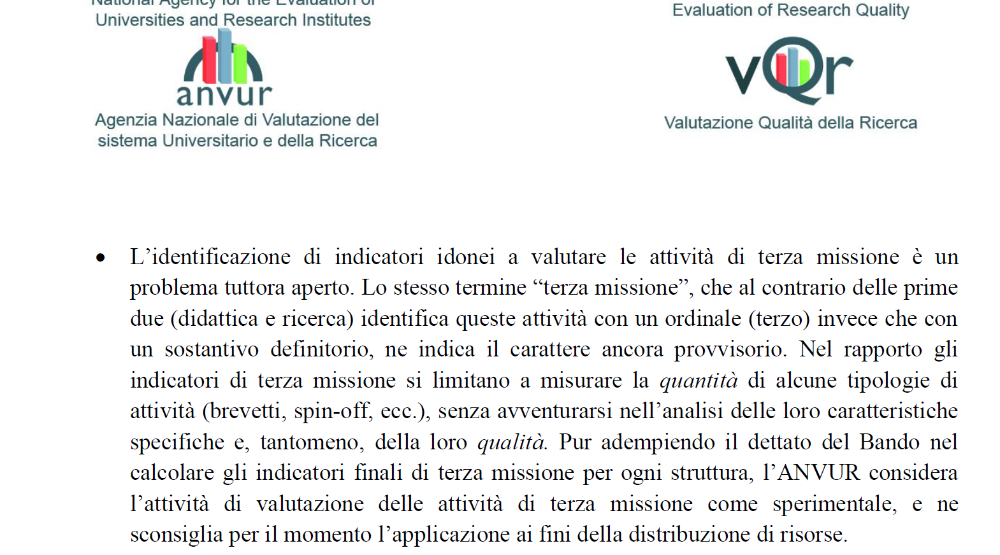 National Agency for the Evaluation of
Universities and Research Institutes
anvur
Agenzia Nazionale di Valutazione del
sistema Universitario e della Ricerca
Evaluation of Research Quality
vQr
Valutazione Qualità della Ricerca
• L’identificazione di indicatori idonei a valutare le attività di terza missione è un
problema tuttora aperto. Lo stesso termine “terza missione”, che al contrario delle prime
due (didattica e ricerca) identifica queste attività con un ordinale (terzo) invece che con
un sostantivo definitorio, ne indica il carattere ancora provvisorio. Nel rapporto gli
indicatori di terza missione si limitano a misurare la quantità di alcune tipologie di
attività (brevetti, spin-off, ecc.), senza avventurarsi nell’analisi delle loro caratteristiche
specifiche e, tantomeno, della loro qualità. Pur adempiendo il dettato del Bando nel
calcolare gli indicatori finali di terza missione per ogni struttura, l’ANVUR considera
l’attività di valutazione delle attività di terza missione come sperimentale, e ne
sconsiglia per il momento l’applicazione ai fini della distribuzione di risorse.